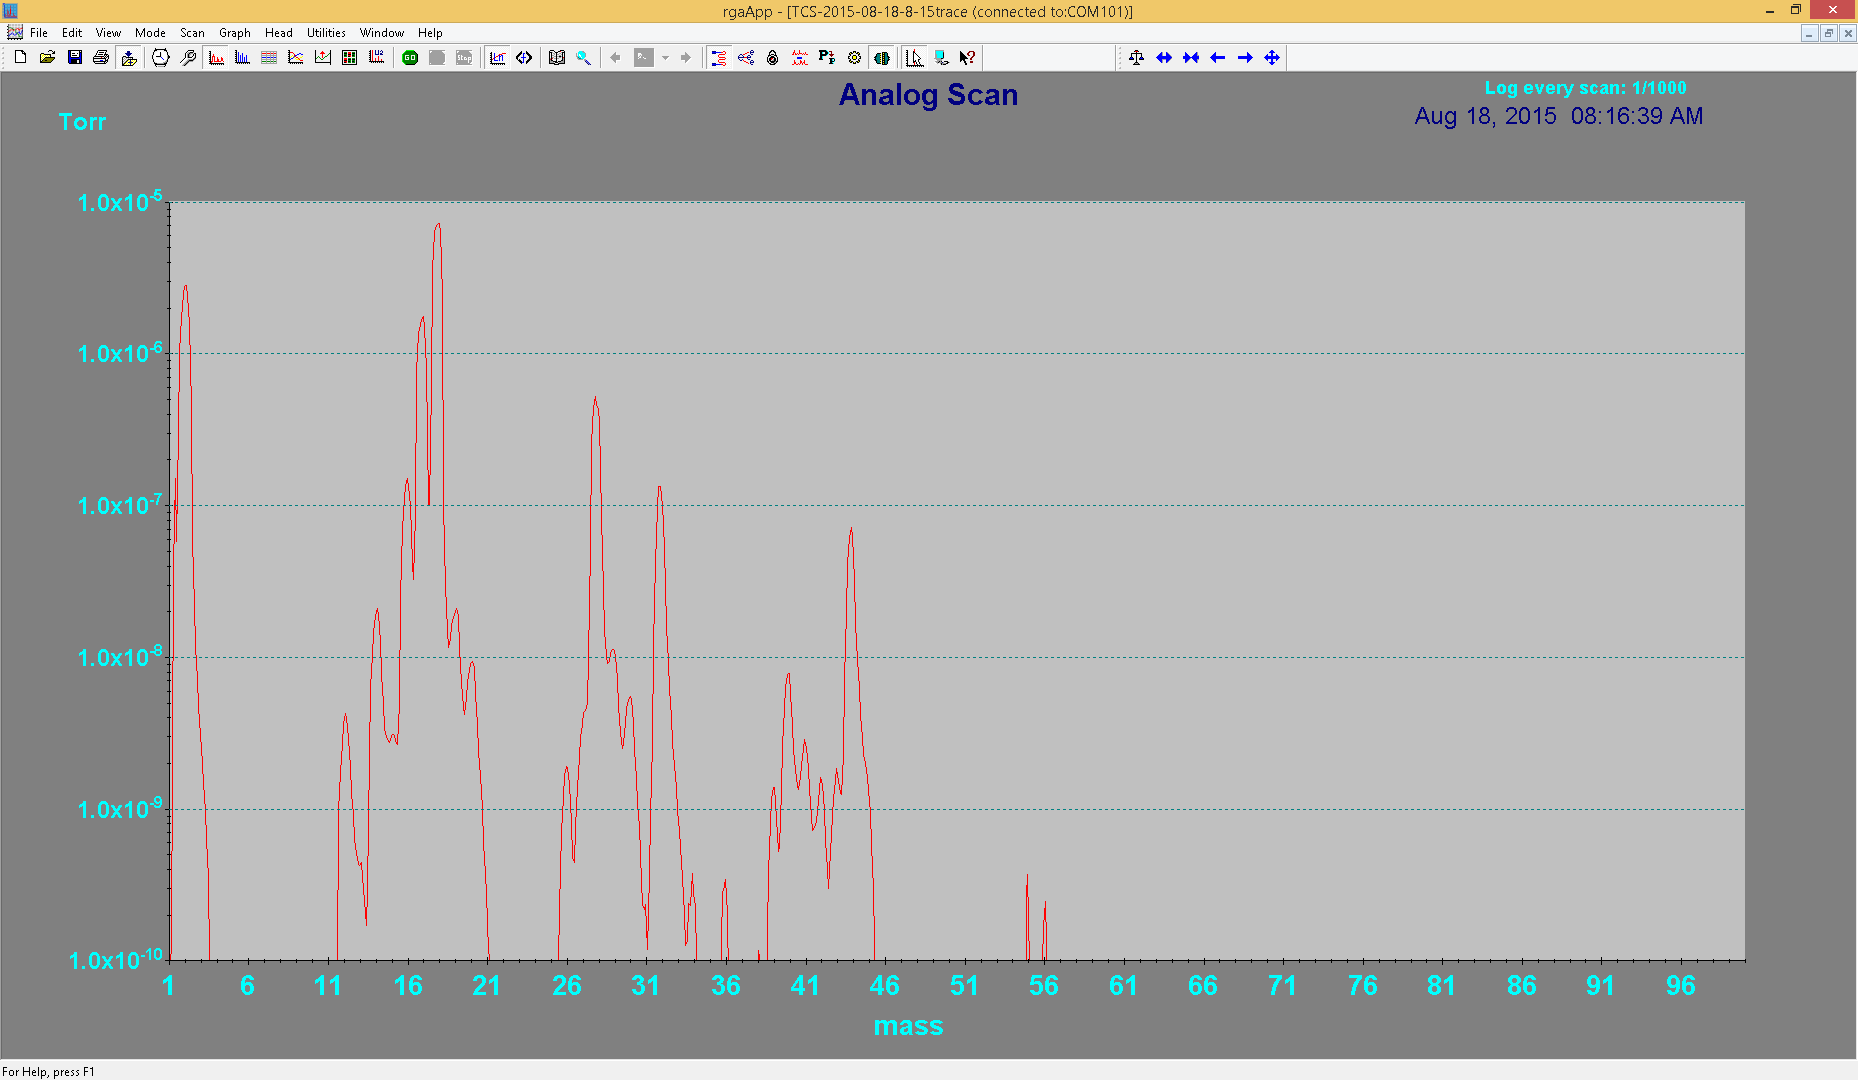 rgaApp - [TCS-2015-08-18-8-15trace (connected to:COM101)]
File Edit View Mode Scan Graph Head Utilities Window Help
GO Stop
Analog Scan
Log every scan: 1/1000
Aug 18, 2015 08:16:39 AM
Torr
1.0x10-5
1.0x10-6
1.0x10-7
1.0x10-8
1.0x10-9
1.0x10-10
1 6 11 16 21 26 31 36 41 46 51 56 61 66 71 76 81 86 91 96
mass
For Help, press F1